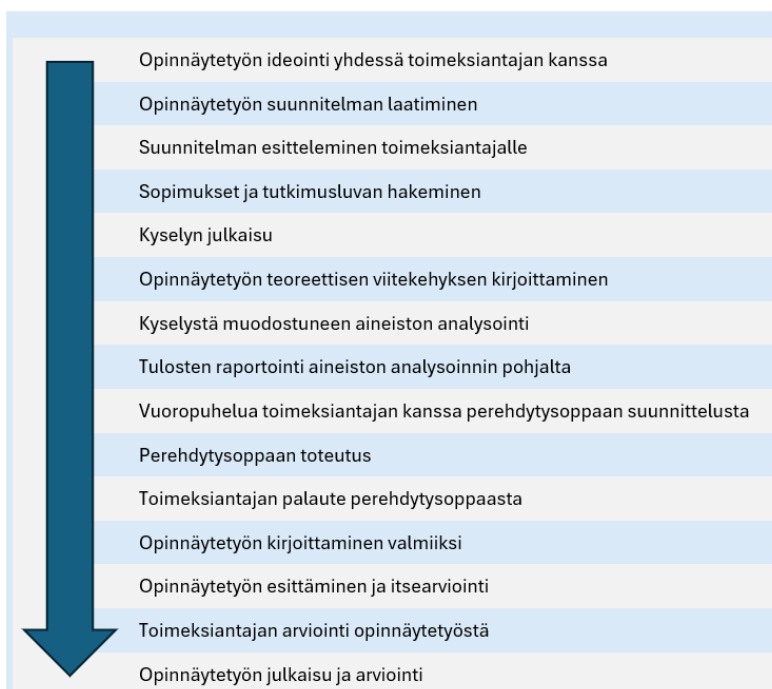 Opinnäytetyön ideointi yhdessä toimeksiantajan kanssa
Opinnäytetyön suunnitelman laatiminen
Suunnitelman esitteleminen toimeksiantajalle
Sopimukset ja tutkimusluvan hakeminen
Kyselyn julkaisu
Opinnäytetyön teoreettisen viitekehyksen kirjoittaminen
Kyselystä muodostuneen aineiston analysointi
Tulosten raportointi aineiston analysoinnin pohjalta
Vuoropuhelua toimeksiantajan kanssa perehdytysoppaan suunnittelusta
Perehdytysoppaan toteutus
Toimeksiantajan palaute perehdytysoppaasta
Opinnäytetyön kirjoittaminen valmiiksi
Opinnäytetyön esittäminen ja itsearviointi
Toimeksiantajan arviointi opinnäytetyöstä
Opinnäytetyön julkaisu ja arviointi